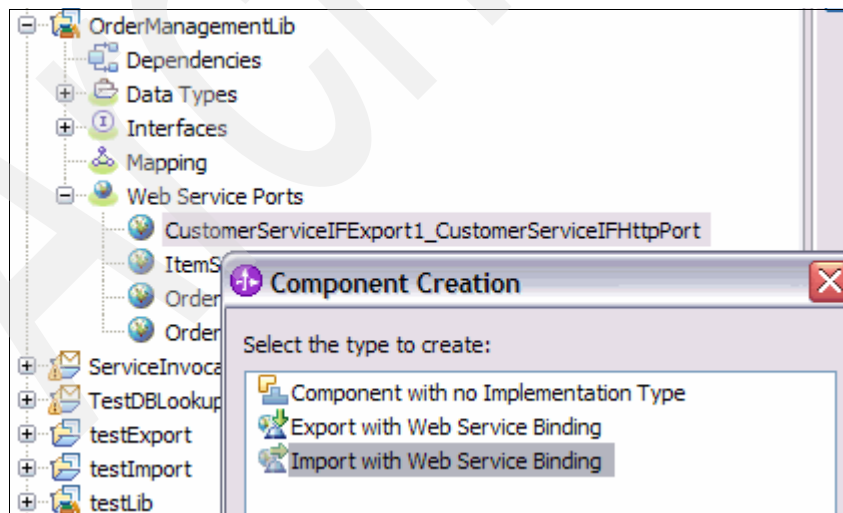 OrderManagementLib
Dependencies
Data Types
Interfaces
Mapping
Web Service Ports
CustomerServiceIFExport1_CustomerServiceIFHttpPort
ItemS
Order
Order
Component Creation
Select the type to create:
ServiceInvoca
TestDBLookup
testExport
testImport
testLib
Component with no Implementation Type
Export with Web Service Binding
Import with Web Service Binding